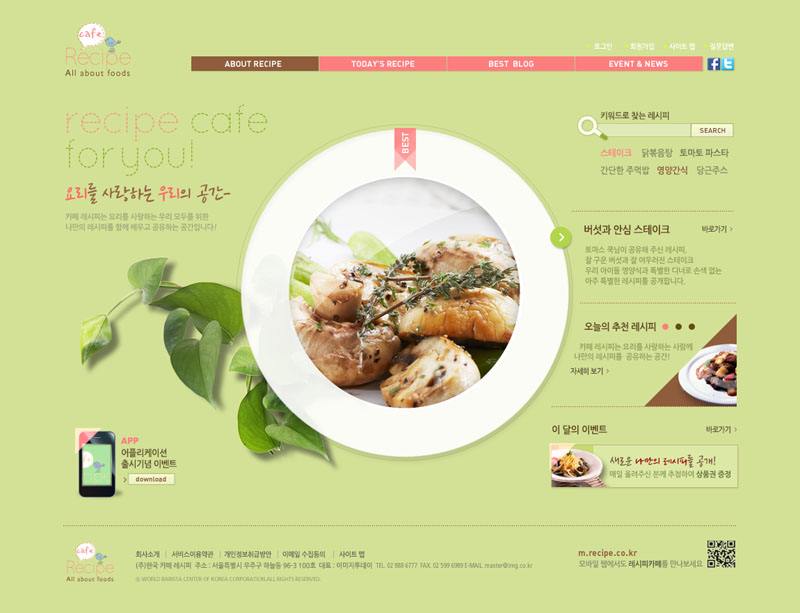 cafe
Recipe
All about foods
로그인 회원가입 사이트 맵 질문답변
ABOUT RECIPE TODAY'S RECIPE BEST BLOG EVENT & NEWS
recipe cafe
for you!
요리를 사랑하는 우리의 공간~
카페 레시피는 요리를 사랑하는 우리 모두를 위한
나만의 레시피를 함께 배우고 공유하는 공간입니다!
BEST
키워드로 찾는 레시피
SEARCH
스테이크 닭볶음탕 토마토 파스타
간단한 주먹밥 영양간식 당근주스
버섯과 안심 스테이크 바로가기
토마스 쿡님이 공유해 주신 레시피,
잘 구운 버섯과 잘 어우러진 스테이크
우리 아이들 영양식과 특별한 디너로 손색 없는
아주 특별한 레시피를 공개합니다.
오늘의 추천 레시피
카페 레시피는 요리를 사랑하는 사람께
나만의 레시피를 공유하는 공간!
자세히 보기
이 달의 이벤트 바로가기
새로운 나만의 레시피를 공개!
매일 올려주신 분께 추첨하여 상품권 증정
APP
어플리케이션
출시기념 이벤트
download
cafe
Recipe
All about foods
회사소개 서비스이용약관 개인정보취급방안 이메일 수집동의 사이트 맵
(주)한국 카페 레시피 주소 : 서울특별시 우주구 하늘동 96-3 100호 대표 : 이미지투데이 TEL. 02 888 6777 FAX. 02 599 6989 E-MAIL. master@img.co.kr
© WORLD BARISTA CENTER OF KOREA CORPORATION.ALL RIGHTS RESERVED.
m.recipe.co.kr
모바일 웹에서도 레시피카페를 만나보세요